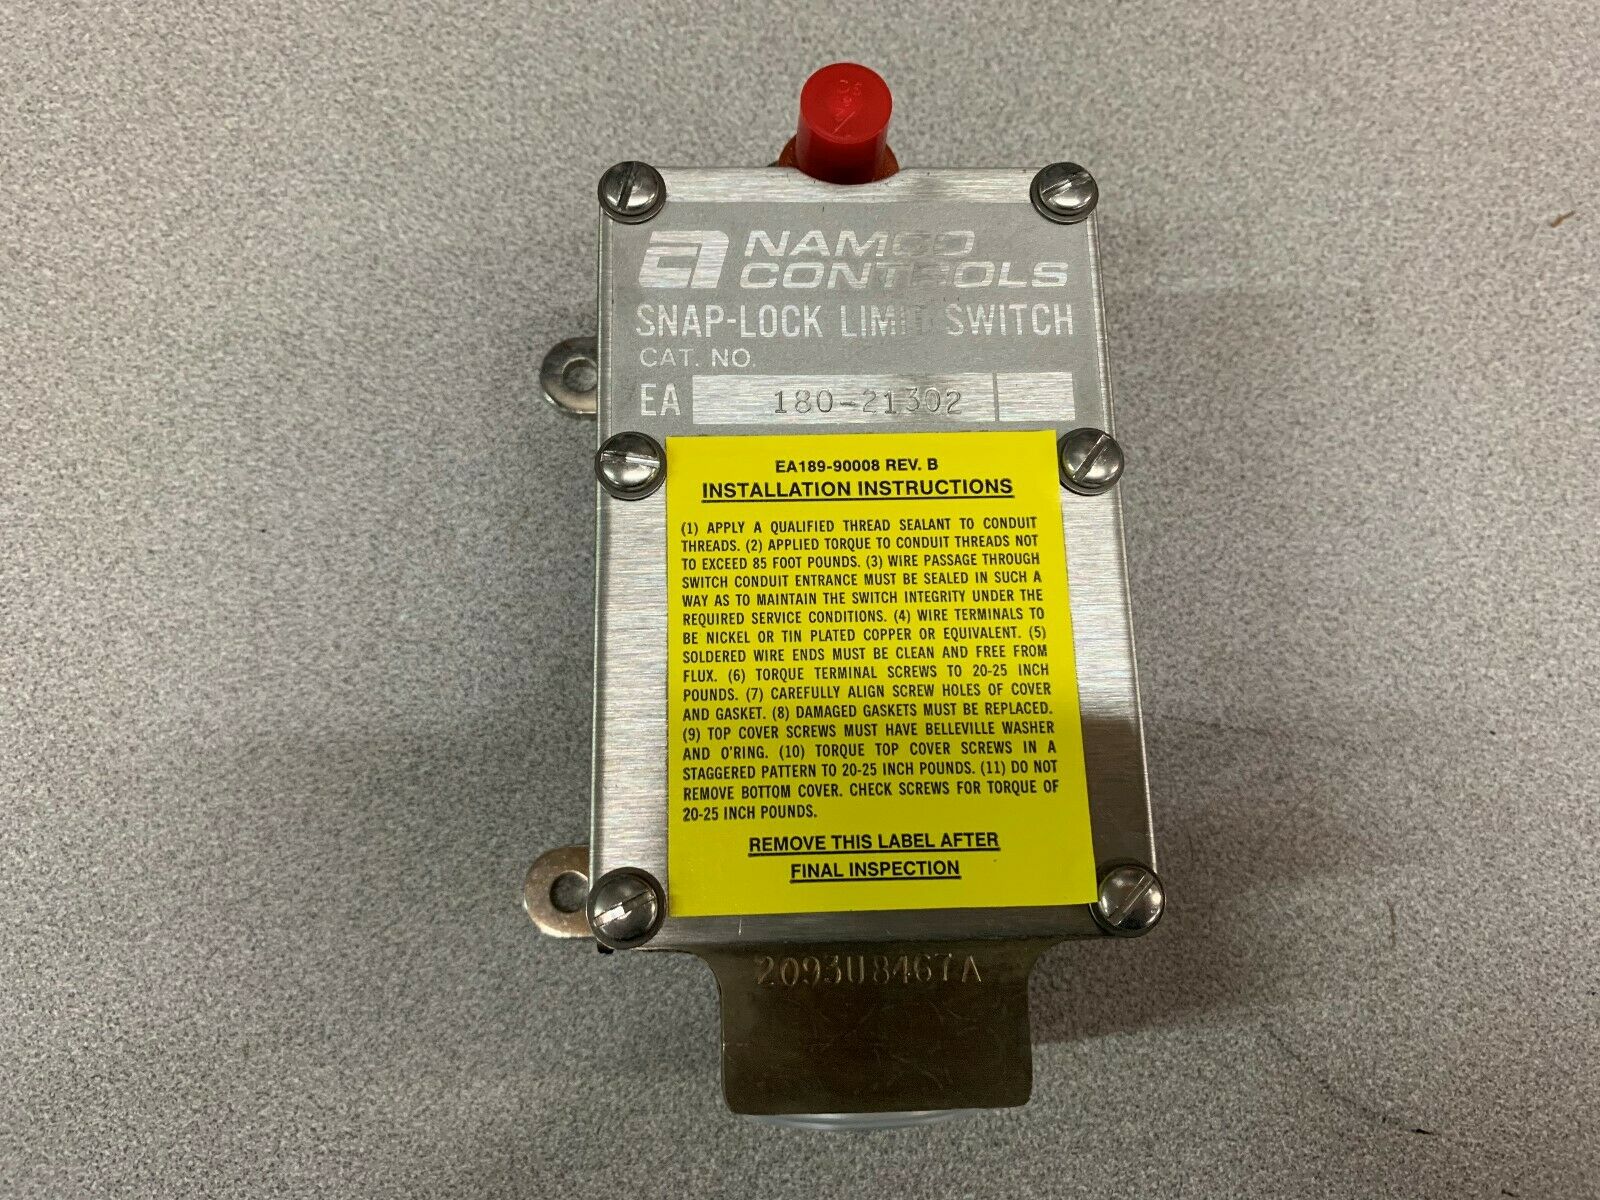 NAMCO
CONTROLS
SNAP-LOCK LIMIT SWITCH
CAT. NO.
EA 180-21302
EA189-90008 REV. B
INSTALLATION INSTRUCTIONS
(1) APPLY A QUALIFIED THREAD SEALANT TO CONDUIT
THREADS. (2) APPLIED TORQUE TO CONDUIT THREADS NOT
TO EXCEED 85 FOOT POUNDS. (3) WIRE PASSAGE THROUGH
SWITCH CONDUIT ENTRANCE MUST BE SEALED IN SUCH A
WAY AS TO MAINTAIN THE SWITCH INTEGRITY UNDER THE
REQUIRED SERVICE CONDITIONS. (4) WIRE TERMINALS TO
BE NICKEL OR TIN PLATED COPPER OR EQUIVALENT. (5)
SOLDERED WIRE ENDS MUST BE CLEAN AND FREE FROM
FLUX. (6) TORQUE TERMINAL SCREWS TO 20-25 INCH
POUNDS. (7) CAREFULLY ALIGN SCREW HOLES OF COVER
AND GASKET. (8) DAMAGED GASKETS MUST BE REPLACED.
(9) TOP COVER SCREWS MUST HAVE BELLEVILLE WASHER
AND O'RING. (10) TORQUE TOP COVER SCREWS IN A
STAGGERED PATTERN TO 20-25 INCH POUNDS. (11) DO NOT
REMOVE BOTTOM COVER. CHECK SCREWS FOR TORQUE OF
20-25 INCH POUNDS.
REMOVE THIS LABEL AFTER
FINAL INSPECTION
2093U8467A